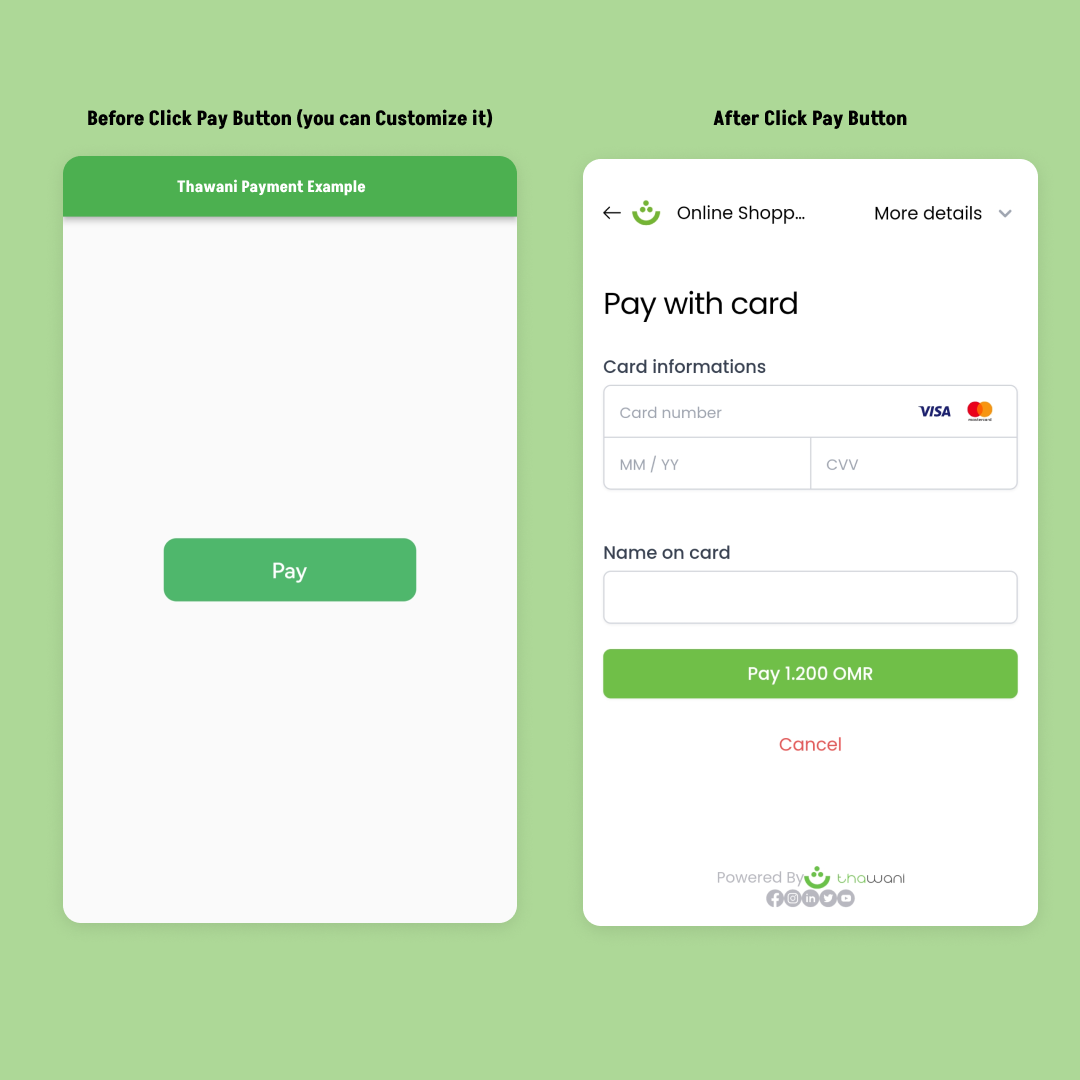 Before Click Pay Button (you can Customize it)
Thawani Payment Example
Pay
After Click Pay Button
Online Shopp...
More details
Pay with card
Card informations
Card number
VISA
mastercard
MM / YY
CVV
Name on card
Pay 1.200 OMR
Cancel
Powered By thawani
in